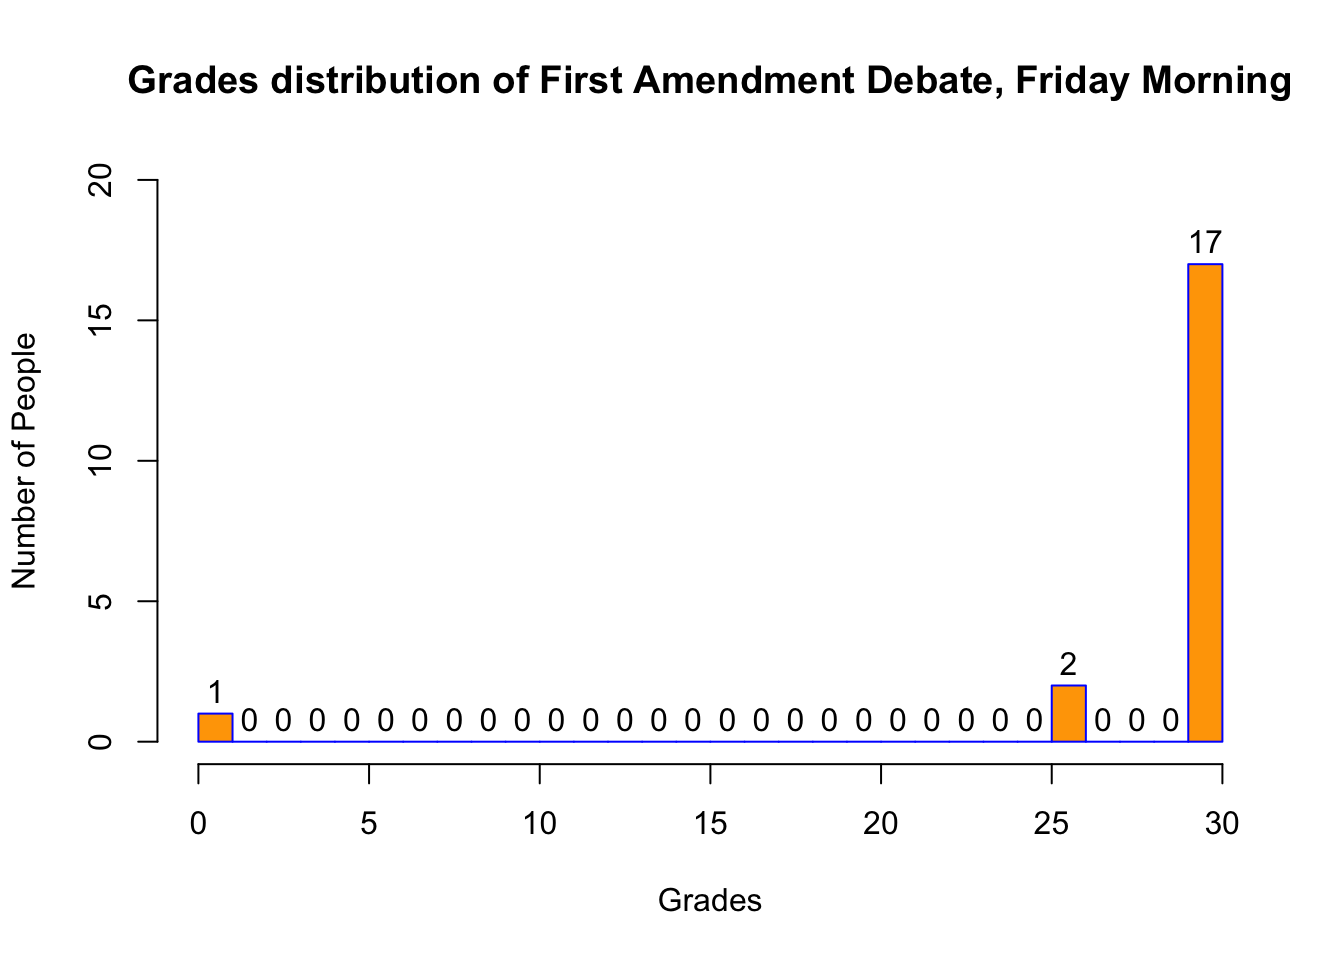 Grades distribution of First Amendment Debate, Friday Morning
Number of People
20
15
10
5
0
17
2
1
0 0 0 0 0 0 0 0 0 0 0 0 0 0 0 0 0 0 0 0 0 0 0 0 0 0 0
0 5 10 15 20 25 30
Grades